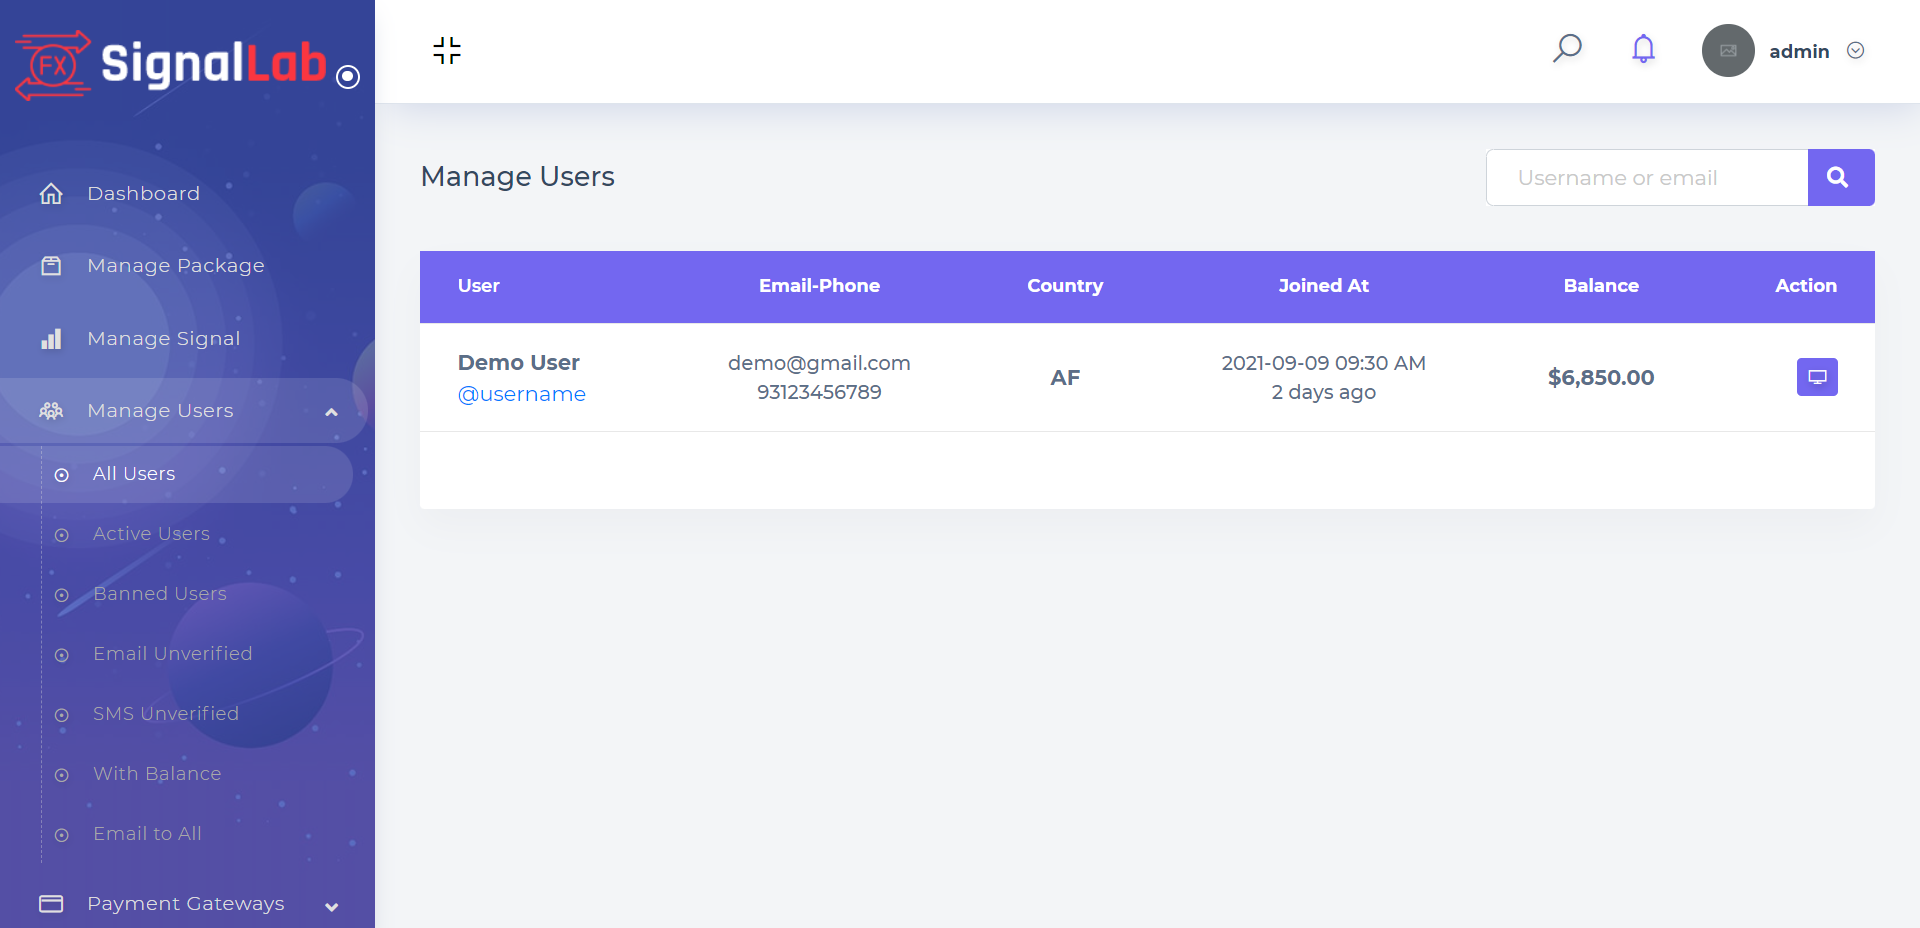 FX SignalLab
admin
Dashboard
Manage Package
Manage Signal
Manage Users
All Users
Active Users
Banned Users
Email Unverified
SMS Unverified
With Balance
Email to All
Payment Gateways
Manage Users
Username or email
User Email-Phone Country Joined At Balance Action
Demo User demo@gmail.com AF 2021-09-09 09:30 AM $6,850.00
@username 93123456789 2 days ago